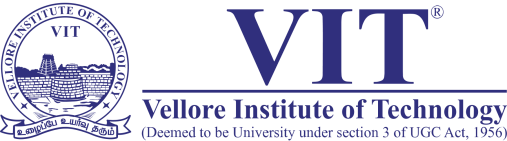 VELLORE INSTITUTE OF TECHNOLOGY
VIT
உழைப்பே உயர்வு தரும்
VIT®
Vellore Institute of Technology
(Deemed to be University under section 3 of UGC Act, 1956)